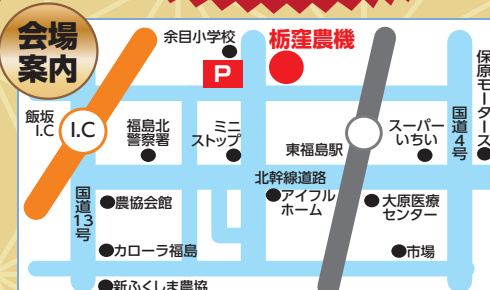 会場
案内
余目小学校
栃窪農機
P
保原モータース
飯坂
I.C
I.C
福島北
警察署
ミニ
ストップ
東福島駅
スーパー
いちい
国道4号
北幹線道路
国道13号
農協会館
アイフル
ホーム
大原医療
センター
カローラ福島
市場
新ふくしま農協